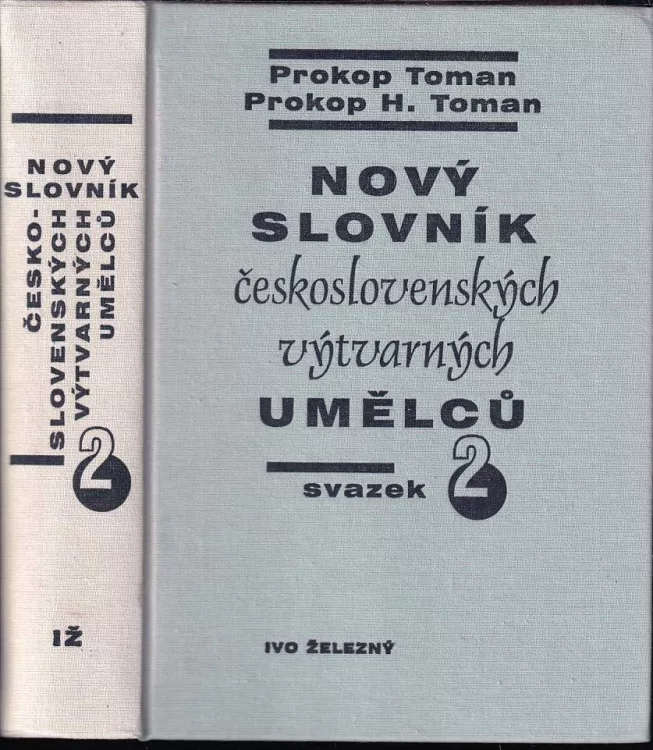 NOVÝ
SLOVNÍK
ČESKO-
SLOVENSKÝCH
VÝTVARNÝCH
UMĚLCŮ
2
IŽ
Prokop Toman
Prokop H. Toman
NOVÝ
SLOVNÍK
československých
výtvarných
UMĚLCŮ
svazek 2
IVO ŽELEZNÝ